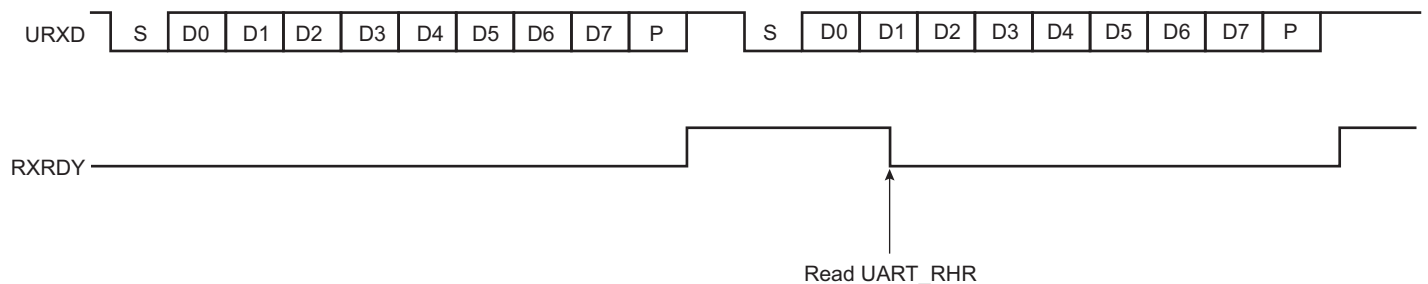 URXD S D0 D1 D2 D3 D4 D5 D6 D7 P S D0 D1 D2 D3 D4 D5 D6 D7 P
RXRDY
Read UART_RHR